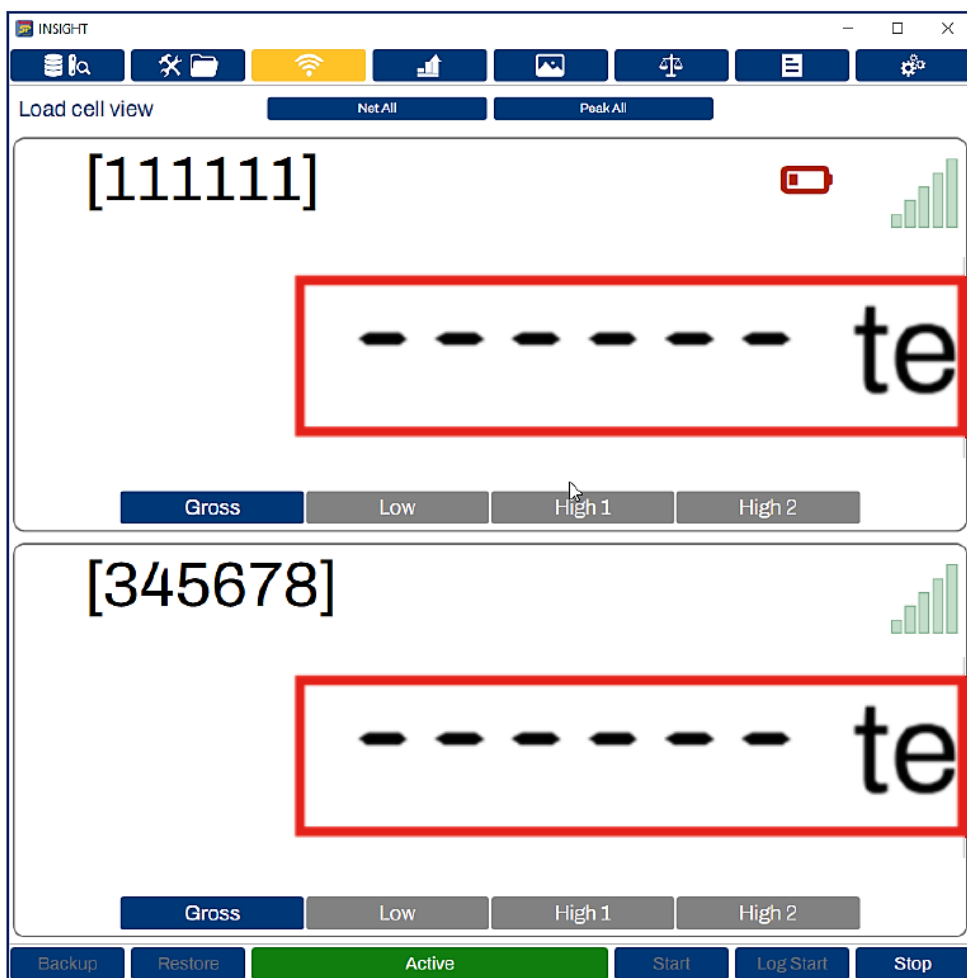 INSIGHT
Load cell view Net All Peak All
[111111]
- - - - - - te
Gross Low High 1 High 2
[345678]
- - - - - - te
Gross Low High 1 High 2
Backup Restore Active Start Log Start Stop